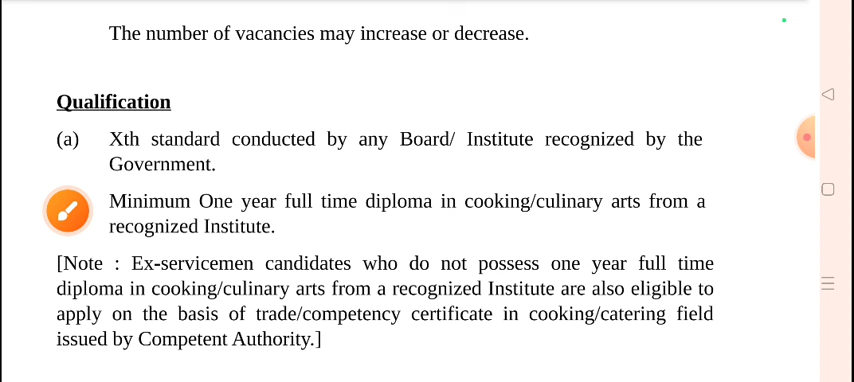 The number of vacancies may increase or decrease.
Qualification
(a) Xth standard conducted by any Board/ Institute recognized by the
Government.
Minimum One year full time diploma in cooking/culinary arts from a
recognized Institute.
[Note : Ex-servicemen candidates who do not possess one year full time
diploma in cooking/culinary arts from a recognized Institute are also eligible to
apply on the basis of trade/competency certificate in cooking/catering field
issued by Competent Authority.]